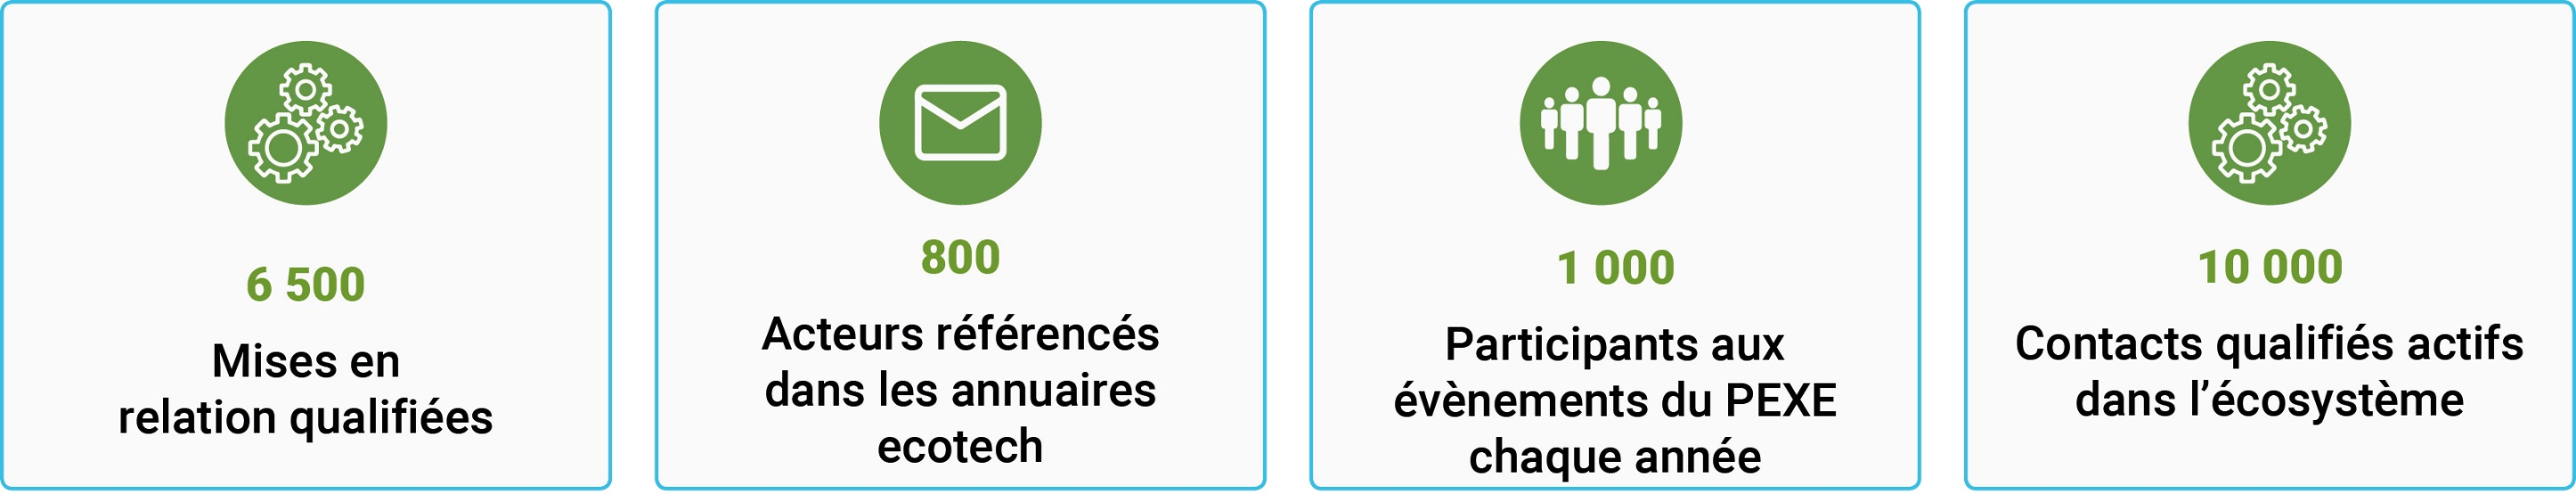 6 500
Mises en
relation qualifiées
800
Acteurs référencés
dans les annuaires
ecotech
1 000
Participants aux
évènements du PEXE
chaque année
10 000
Contacts qualifiés actifs
dans l’écosystème